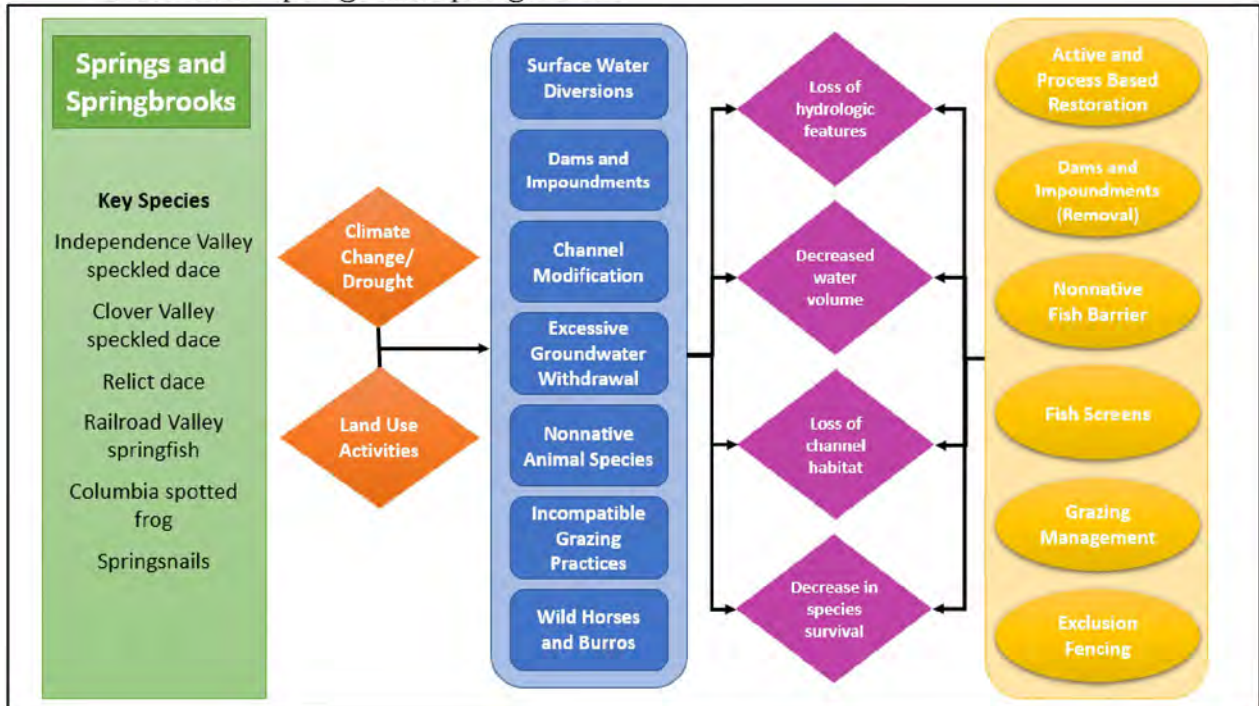 Springs and
Springbrooks
Key Species
Independence Valley
speckled dace
Clover Valley
speckled dace
Relict dace
Railroad Valley
springfish
Columbia spotted
frog
Springsnails
Climate
Change/
Drought
Land Use
Activities
Surface Water
Diversions
Dams and
Impoundments
Channel
Modification
Excessive
Groundwater
Withdrawal
Nonnative
Animal Species
Incompatible
Grazing
Practices
Wild Horses
and Burros
Loss of
hydrologic
features
Decreased
water
volume
Loss of
channel
habitat
Decrease in
species
survival
Active and
Process Based
Restoration
Dams and
Impoundments
(Removal)
Nonnative
Fish Barrier
Fish Screens
Grazing
Management
Exclusion
Fencing